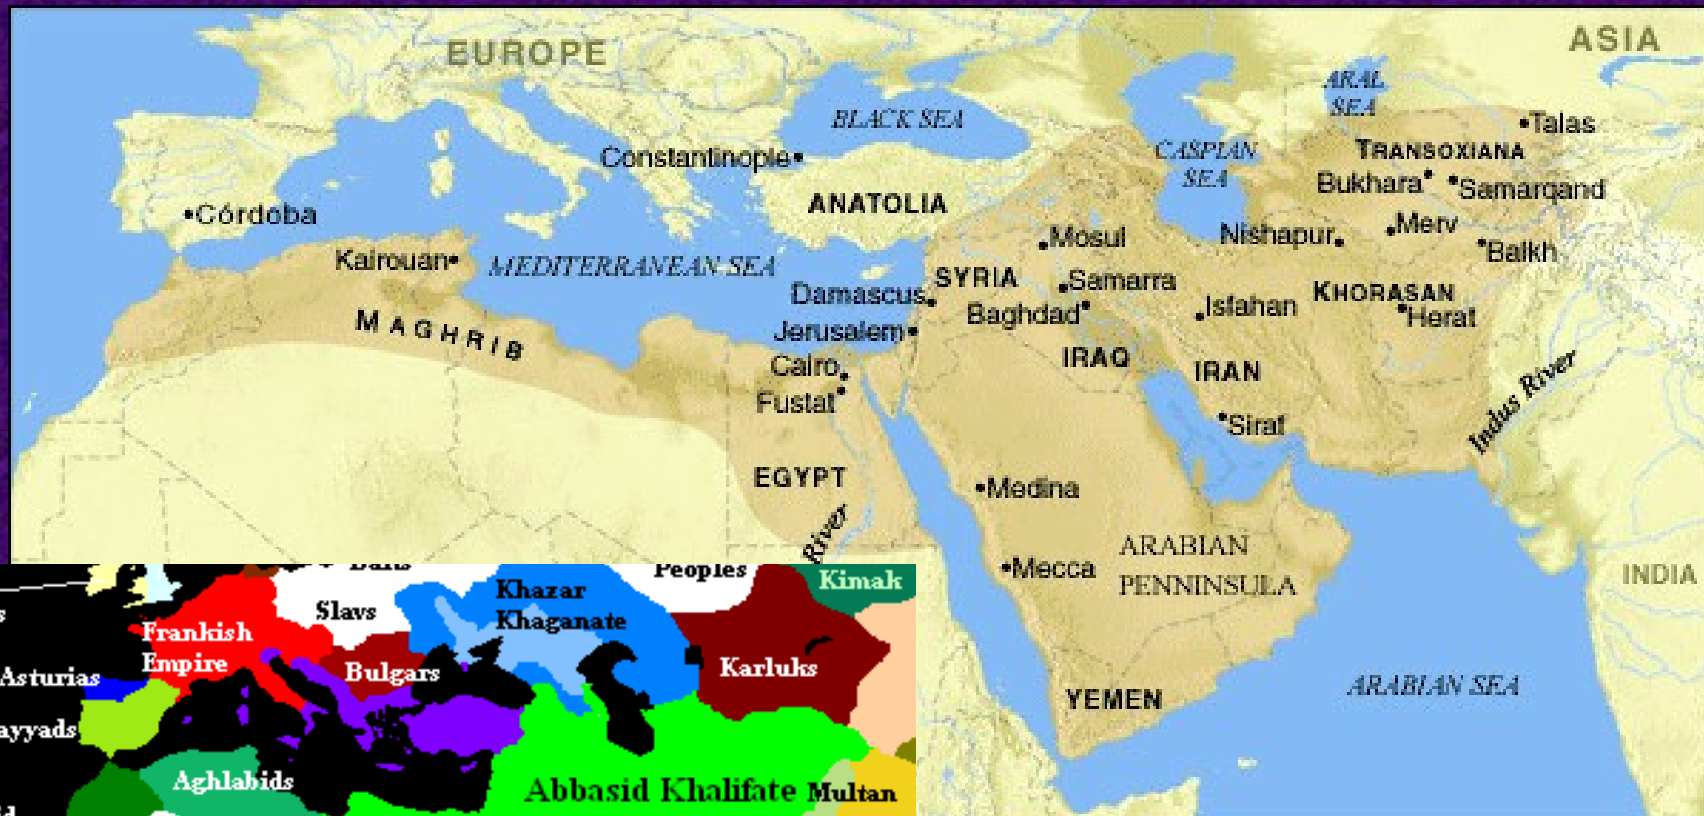 EUROPE
ASIA
ARAL
SEA
BLACK SEA
Talas
Constantinople
CASPIAN
SEA
TRANSOXIANA
Bukhara
Samarqand
ANATOLIA
Córdoba
Mosul
Nishapur
Merv
Balkh
Kairouan
MEDITERRANEAN SEA
SYRIA
Samarra
Damascus
Baghdad
Isfahan
KHORASAN
Herat
MAGHRIB
Jerusalem
IRAQ
IRAN
Cairo
Fustat
Siraf
Indus River
EGYPT
Medina
River
ARABIAN
PENNINSULA
Mecca
INDIA
YEMEN
ARABIAN SEA
Peoples
Kimak
Khazar
Khaganate
Slavs
Frankish
Empire
Bulgars
Karluks
Asturias
ayyads
Aghlabids
Abbasid Khalifate
Multan